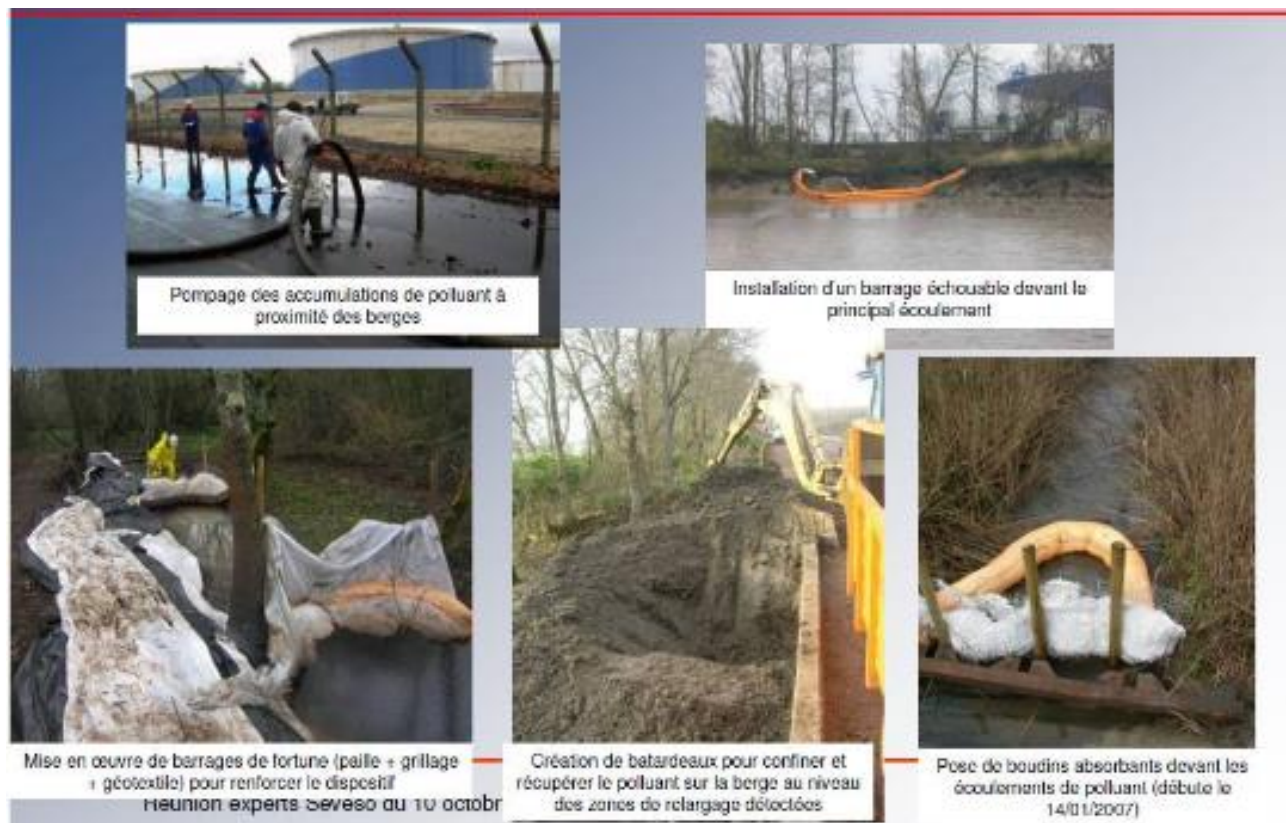 Pompage des accumulations de polluant à
proximité des berges
Installation d'un barrage échouable devant le
principal écoulement
Mise en œuvre de barrages de fortune (paille + grillage
+ géotextile) pour renforcer le dispositif
Création de batardeaux pour confiner et
récupérer le polluant sur la berge au niveau
des zones de relargage détectées
Pose de boudins absorbants devant les
écoulements de polluant (débute le
14/01/2007)
Réunion experts Seveso du 10 octobr